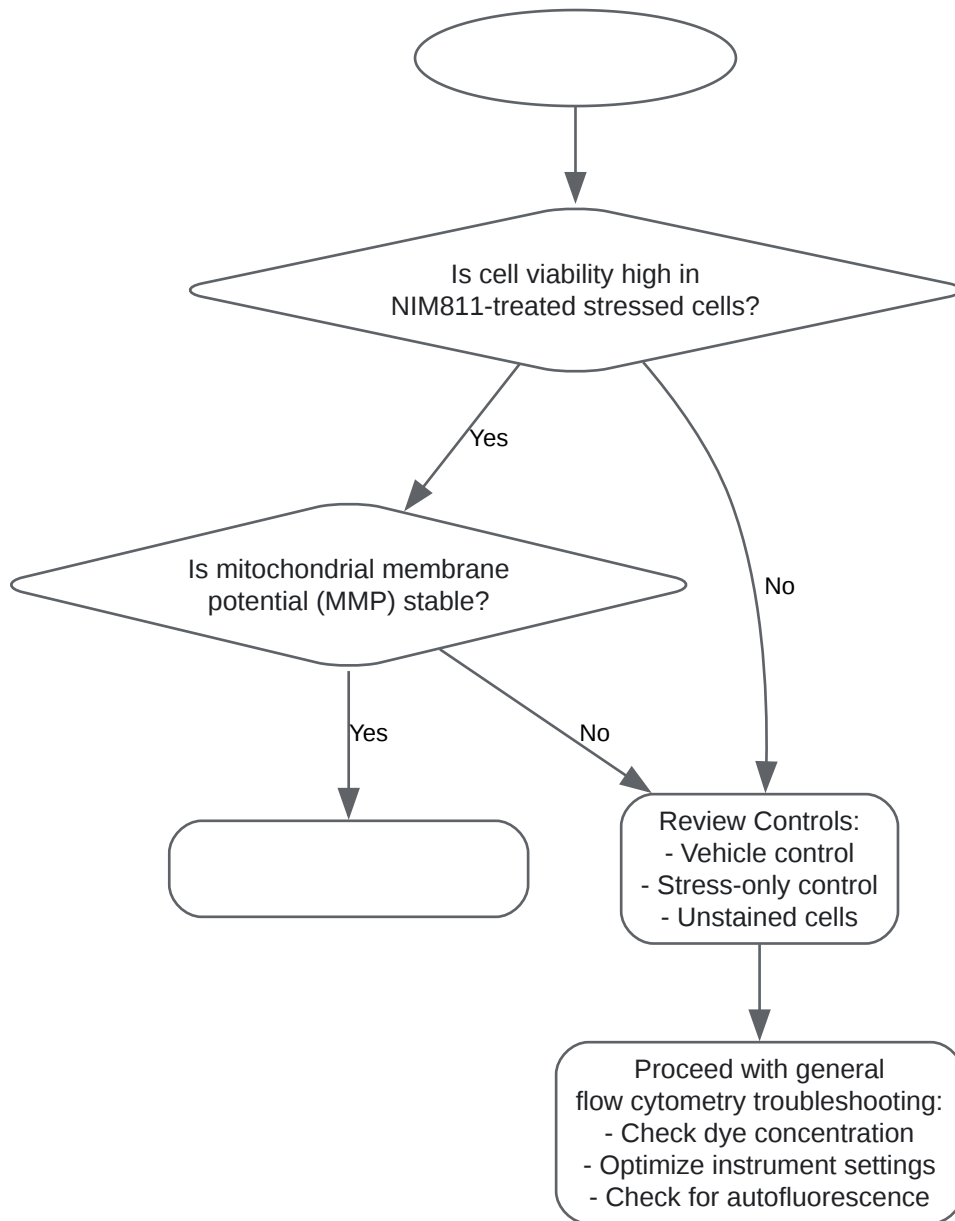 Is cell viability high in
NIM811-treated stressed cells?
Yes
No
Is mitochondrial membrane
potential (MMP) stable?
Yes
No
Review Controls:
- Vehicle control
- Stress-only control
- Unstained cells
Proceed with general
flow cytometry troubleshooting:
- Check dye concentration
- Optimize instrument settings
- Check for autofluorescence